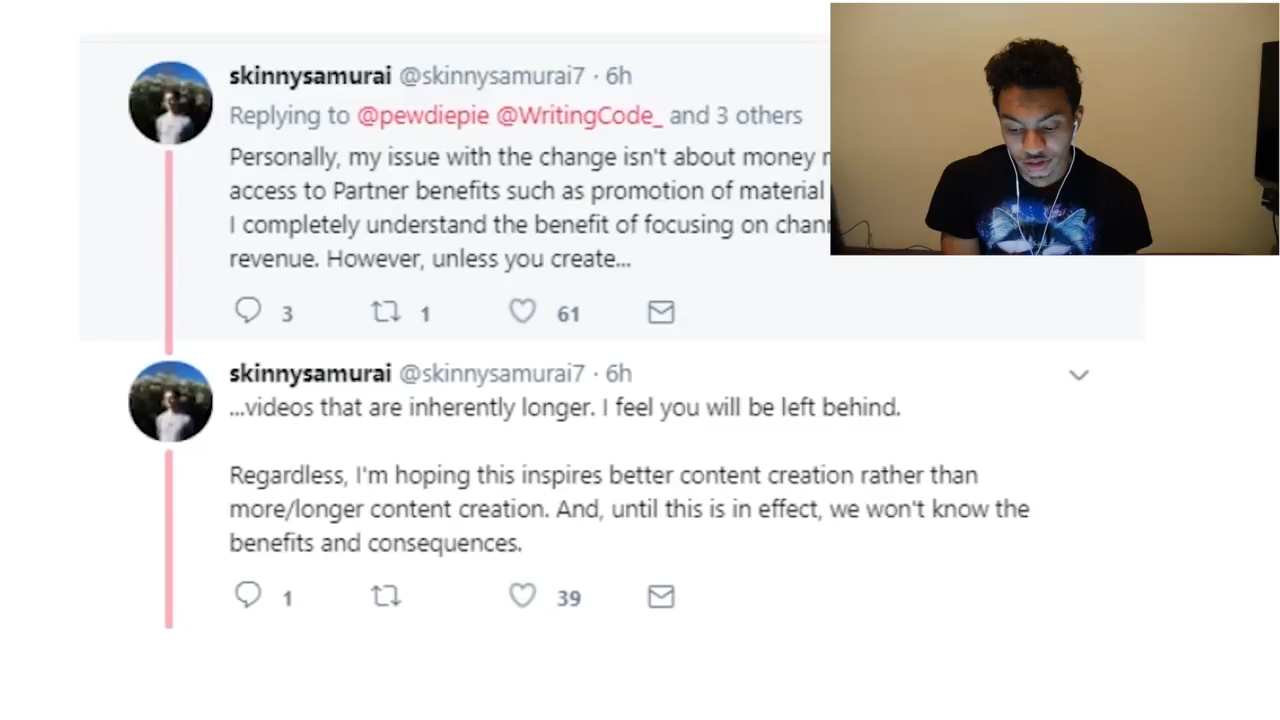 skinnysamurai @skinnysamurai7 · 6h
Replying to @pewdiepie @WritingCode_ and 3 others
Personally, my issue with the change isn't about money
access to Partner benefits such as promotion of material
I completely understand the benefit of focusing on
revenue. However, unless you create...
3 1 61
skinnysamurai @skinnysamurai7 · 6h
...videos that are inherently longer. I feel you will be left behind.
Regardless, I'm hoping this inspires better content creation rather than
more/longer content creation. And, until this is in effect, we won't know the
benefits and consequences.
1 39